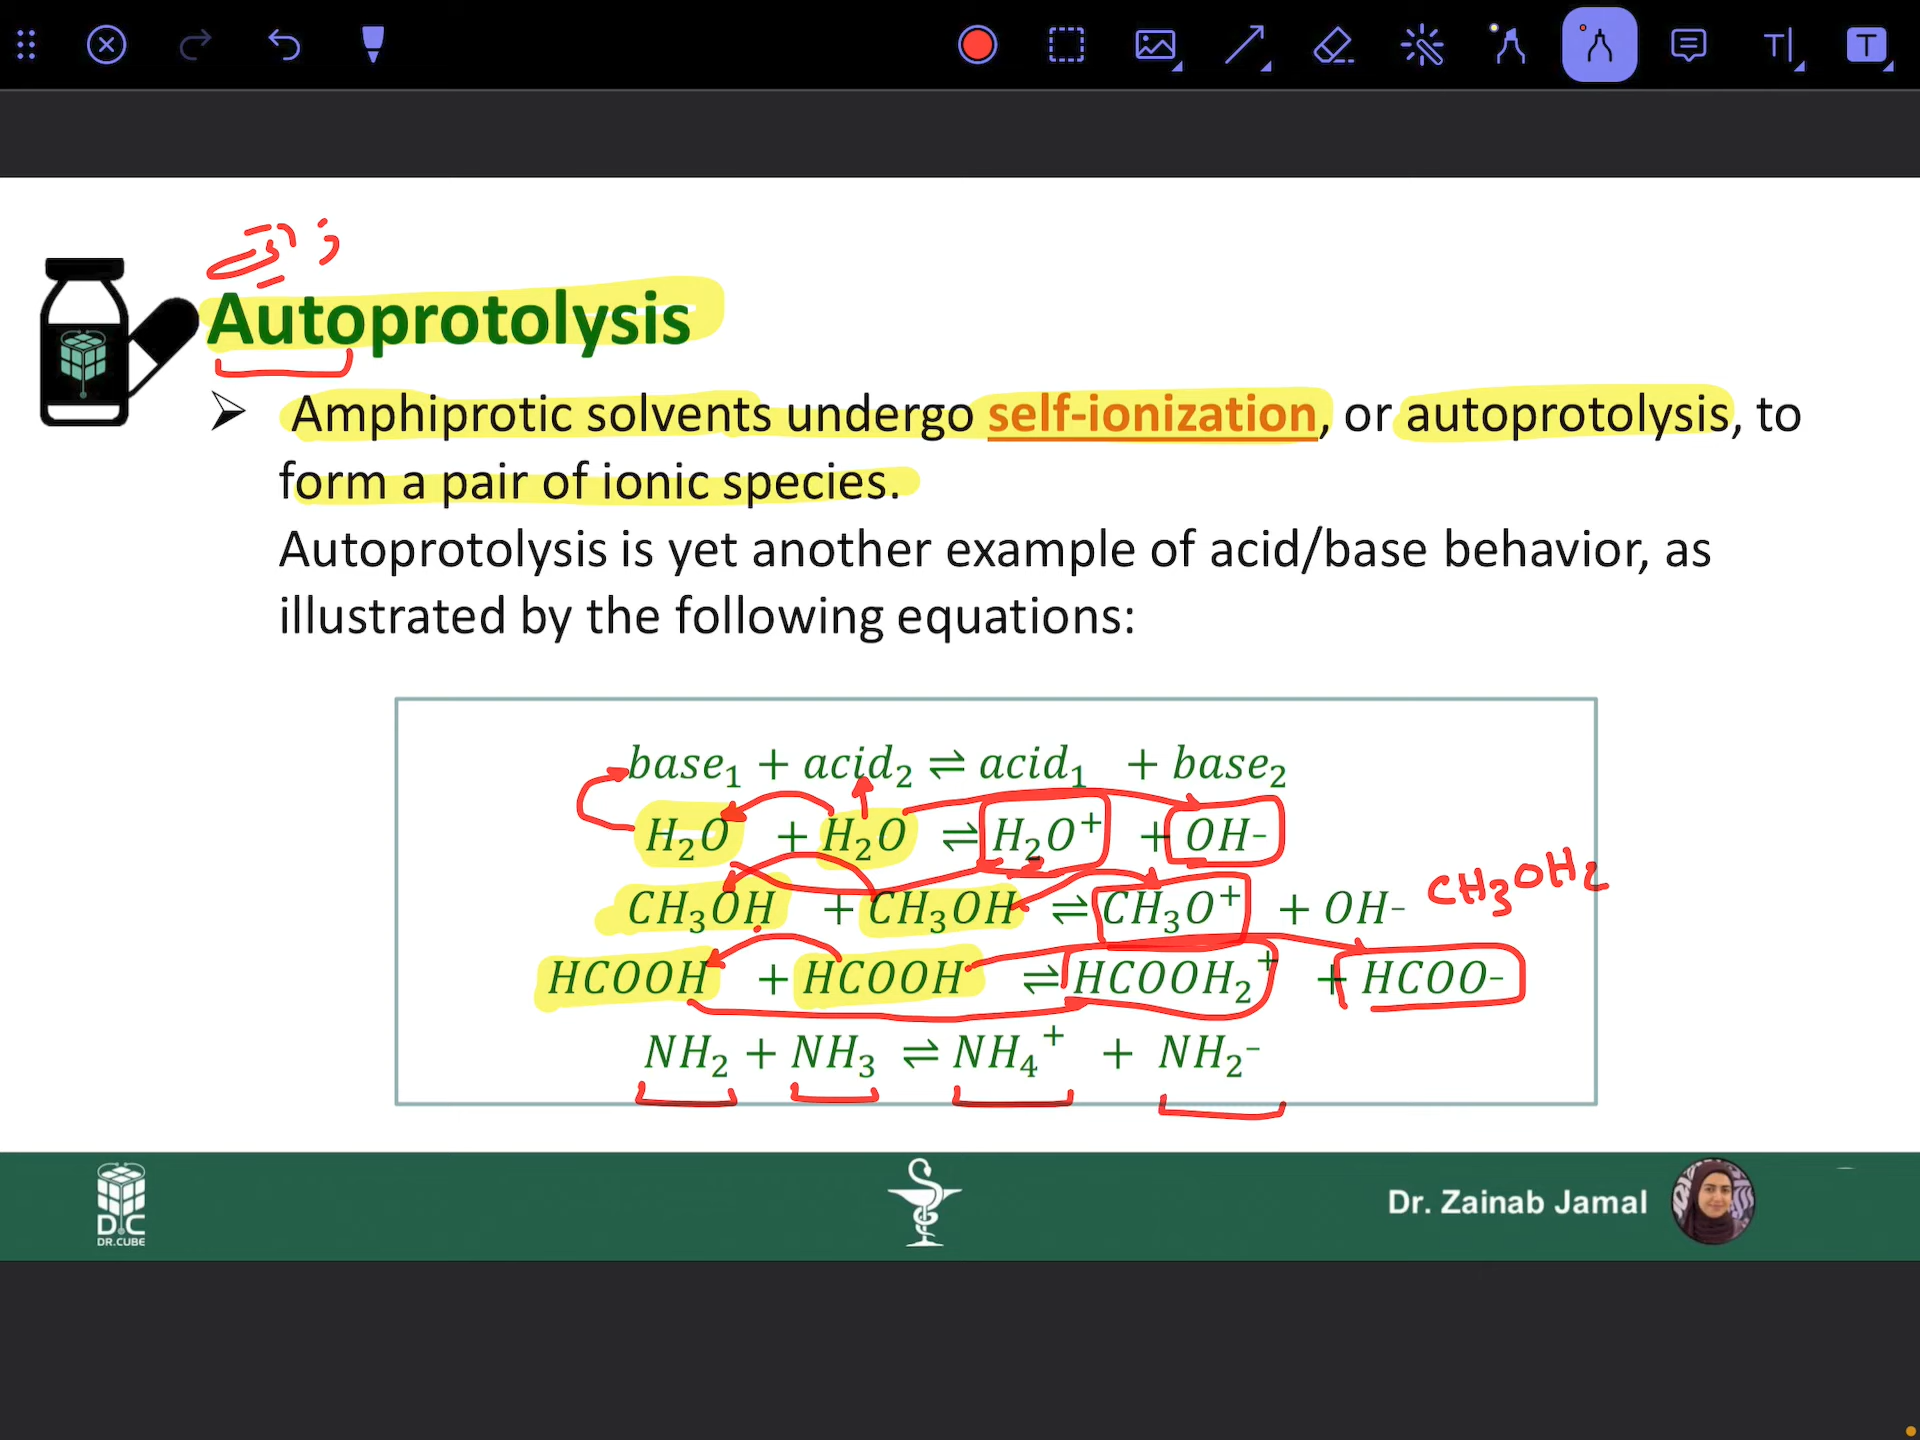 Autoprotolysis
➢ Amphiprotic solvents undergo self-ionization, or autoprotolysis, to
form a pair of ionic species.
Autoprotolysis is yet another example of acid/base behavior, as
illustrated by the following equations:
base₁ + acid₂ ⇌ acid₁ + base₂
H₂O + H₂O ⇌ H₂O⁺ + OH-
CH₃OH + CH₃OH ⇌ CH₃O⁺ + OH- CH₃OH₂
HCOOH + HCOOH ⇌ HCOOH₂⁺ + HCOO-
NH₂ + NH₃ ⇌ NH₄⁺ + NH₂-
D C
DR.CUBE
Dr. Zainab Jamal